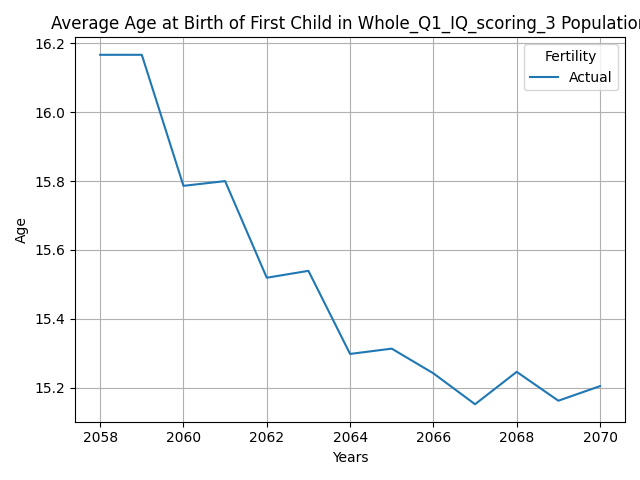 Average Age at Birth of First Child in Whole_Q1_IQ_scoring_3 Population
Fertility
Actual
16.2
16.0
15.8
15.6
15.4
15.2
Age
2058 2060 2062 2064 2066 2068 2070
Years